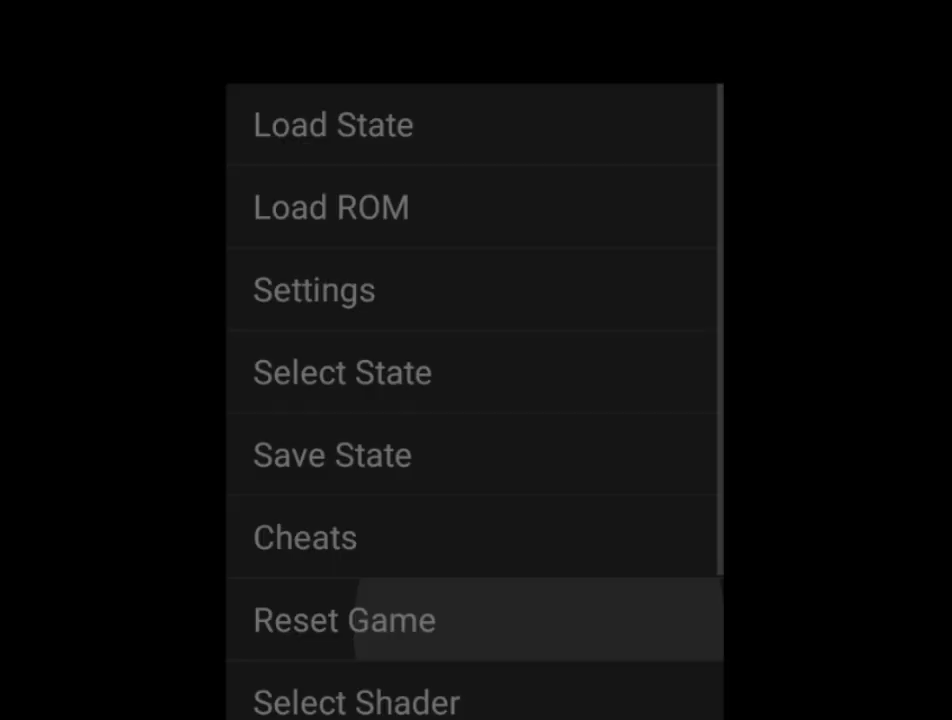 Load State
Load ROM
Settings
Select State
Save State
Cheats
Reset Game
Select Shader